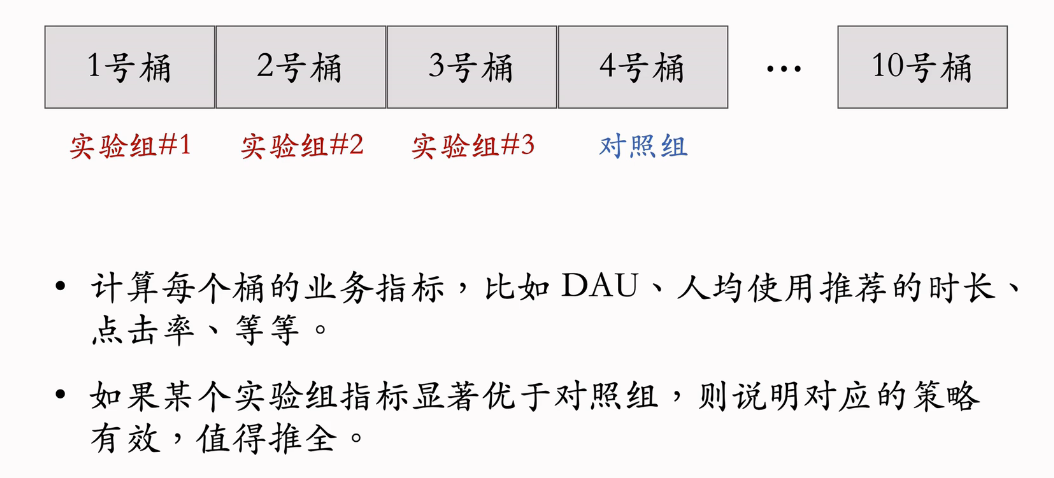 1号桶 2号桶 3号桶 4号桶 … 10号桶
实验组#1 实验组#2 实验组#3 对照组
• 计算每个桶的业务指标，比如 DAU、人均使用推荐的时长、
点击率、等等。
• 如果某个实验组指标显著优于对照组，则说明对应的策略
有效，值得推全。